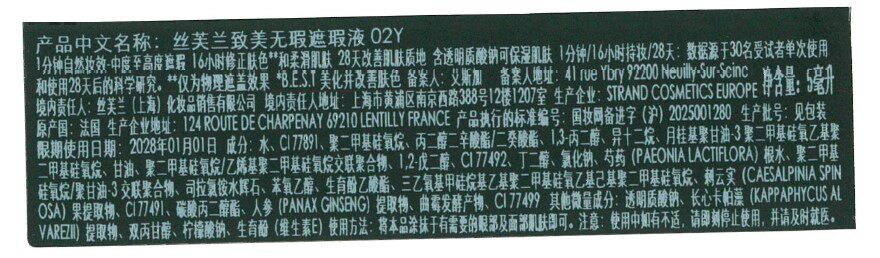 产品中文名称：丝芙兰致美无瑕遮瑕液 02Y
1分钟自然妆效·中度至高度遮瑕 16小时修正肤色**和柔滑肌肤 28天改善肌肤质地 含透明质酸钠可保湿肌肤 1分钟/16小时持妆/28天：数据源于30名受试者单次使用
和使用28天后的科学研究。**仅为物理遮盖效果 *B.E.S.T 美化并改善肤色 备案人：艾斯加 备案人地址：41 rue Ybry 92200 Neuilly-Sur-Seinc 净含量：5毫升
境内责任人：丝芙兰（上海）化妆品销售有限公司 境内责任人地址：上海市黄浦区南京西路388号12楼1207室 生产企业：STRAND COSMETICS EUROPE
原产国：法国 生产企业地址：124 ROUTE DE CHARPENAY 69210 LENTILLY FRANCE 产品执行的标准编号：国妆网备进字（沪）2025001280 生产批号：见包装
限期使用日期：2028年01月01日 成分：水、CI 77891、聚二甲基硅氧烷、丙二醇二辛酸酯/二癸酸酯、1,3-丙二醇、异十二烷、月桂基聚甘油-3 聚二甲基硅氧乙基聚
二甲基硅氧烷、甘油、聚二甲基硅氧烷/乙烯基聚二甲基硅氧烷交联聚合物、1,2-戊二醇、CI 77492、丁二醇、氯化钠、芍药（PAEONIA LACTIFLORA）根水、聚二甲基
硅氧烷/聚甘油-3 交联聚合物、司拉氯铵水辉石、苯氧乙醇、生育酚乙酸酯、三乙氧基甲硅烷基乙基聚二甲基硅氧乙基己基聚二甲基硅氧烷、刺云实（CAESALPINIA SPIN
OSA）果提取物、CI 77491、碳酸丙二醇酯、人参（PANAX GINSENG）提取物、曲霉发酵产物、CI 77499 其他微量成分：透明质酸钠、长心卡帕藻（KAPPAPHYCUS AL
VAREZII）提取物、双丙甘醇、柠檬酸钠、生育酚（维生素E）使用方法：将本品涂抹于有需要的眼部及面部肌肤即可。注意：使用中如有不适，请即刻停止使用，并请及时就医。